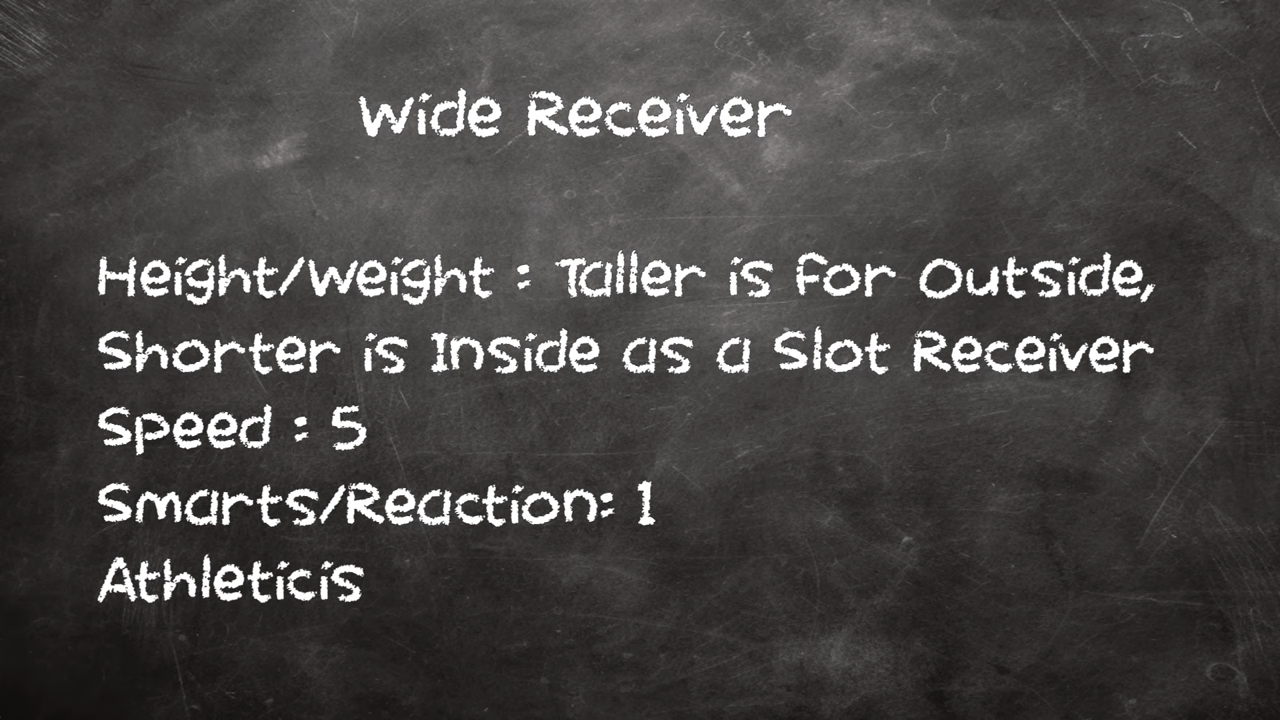 Wide Receiver
Height/Weight : Taller is for Outside,
Shorter is Inside as a Slot Receiver
Speed : 5
Smarts/Reaction: 1
Athleticis